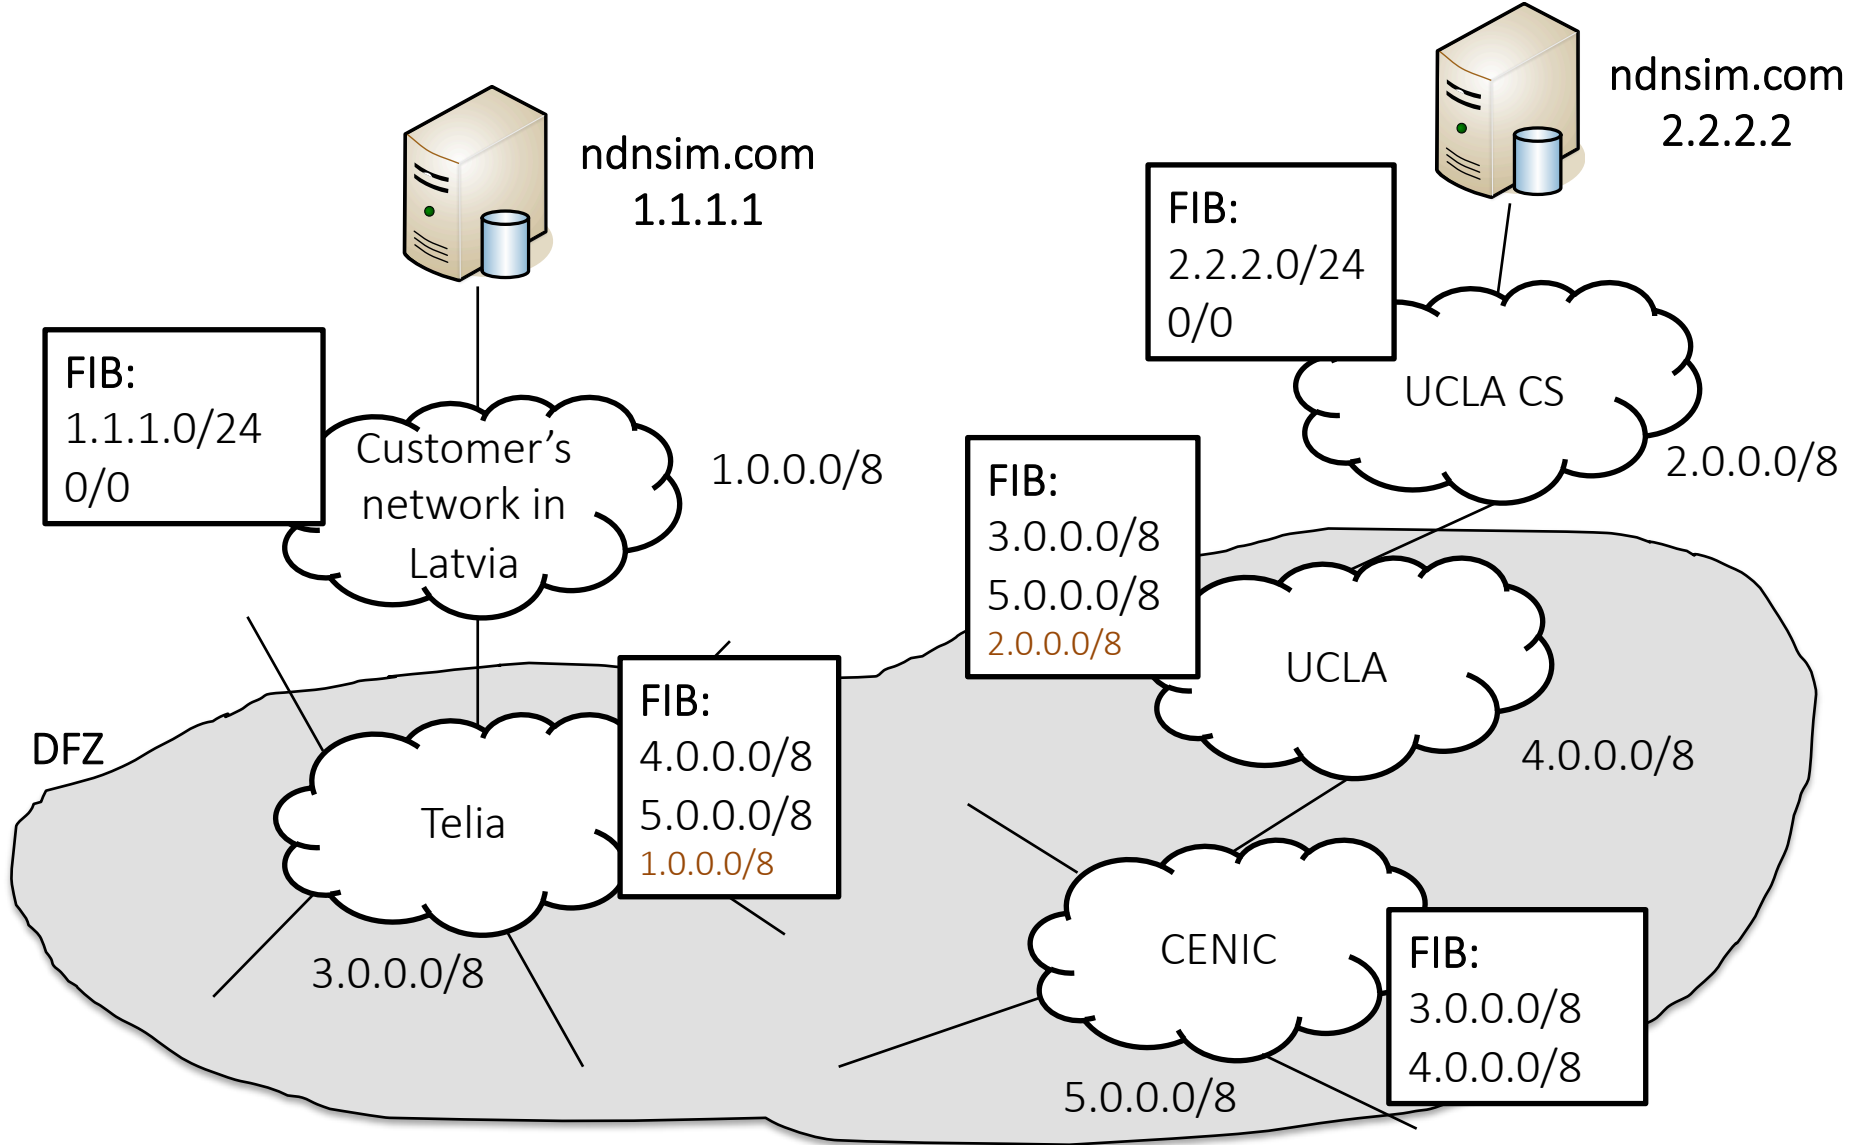 ndnsim.com
1.1.1.1
ndnsim.com
2.2.2.2
FIB:
2.2.2.0/24
0/0
UCLA CS
2.0.0.0/8
FIB:
1.1.1.0/24
0/0
Customer's
network in
Latvia
1.0.0.0/8
FIB:
3.0.0.0/8
5.0.0.0/8
2.0.0.0/8
UCLA
4.0.0.0/8
DFZ
Telia
FIB:
4.0.0.0/8
5.0.0.0/8
1.0.0.0/8
3.0.0.0/8
CENIC
FIB:
3.0.0.0/8
4.0.0.0/8
5.0.0.0/8